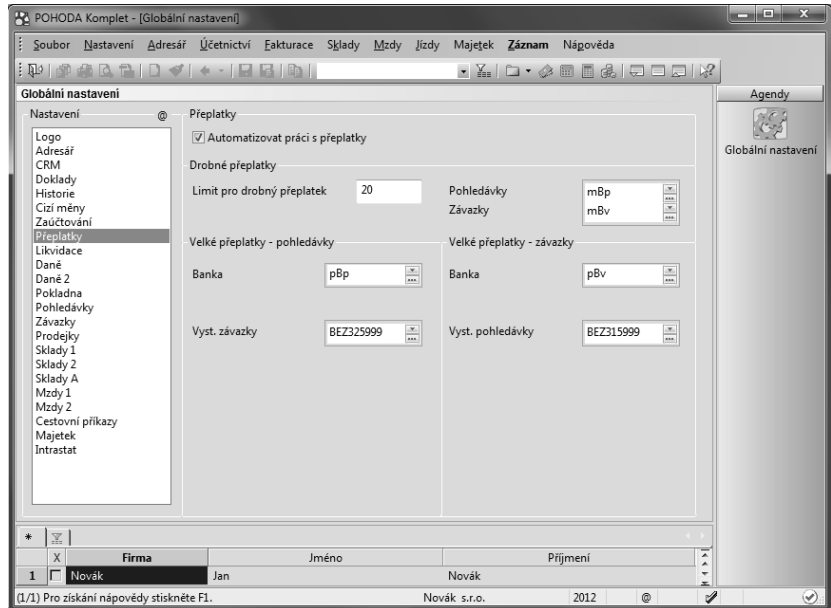 POHODA Komplet - [Globální nastavení]
Soubor Nastavení Adresář Účetnictví Fakturace Sklady Mzdy Jízdy Majetek Záznam Nápověda
Globální nastavení
Agendy
Globální nastavení
Nastavení @
Logo
Adresář
CRM
Doklady
Historie
Cizí měny
Zaúčtování
Přeplatky
Likvidace
Daně
Daně 2
Pokladna
Pohledávky
Závazky
Prodejky
Sklady 1
Sklady 2
Sklady A
Mzdy 1
Mzdy 2
Cestovní příkazy
Majetek
Intrastat
Přeplatky
Automatizovat práci s přeplatky
Drobné přeplatky
Limit pro drobný přeplatek 20
Pohledávky mBp
Závazky mBv
Velké přeplatky - pohledávky
Banka pBp
Vyst. závazky BEZ325999
Velké přeplatky - závazky
Banka pBv
Vyst. pohledávky BEZ315999
*
X Firma Jméno Příjmení
1 Novák Jan Novák
(1/1) Pro získání nápovědy stiskněte F1. Novák s.r.o. 2012 @